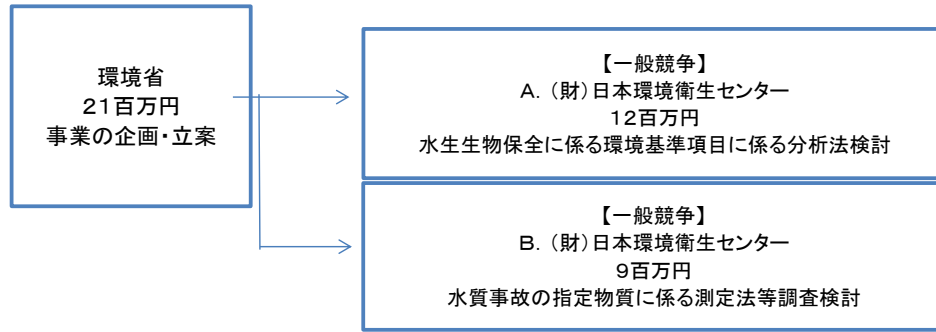 環境省
21百万円
事業の企画・立案
【一般競争】
A．（財）日本環境衛生センター
12百万円
水生生物保全に係る環境基準項目に係る分析法検討
【一般競争】
B．（財）日本環境衛生センター
9百万円
水質事故の指定物質に係る測定法等調査検討